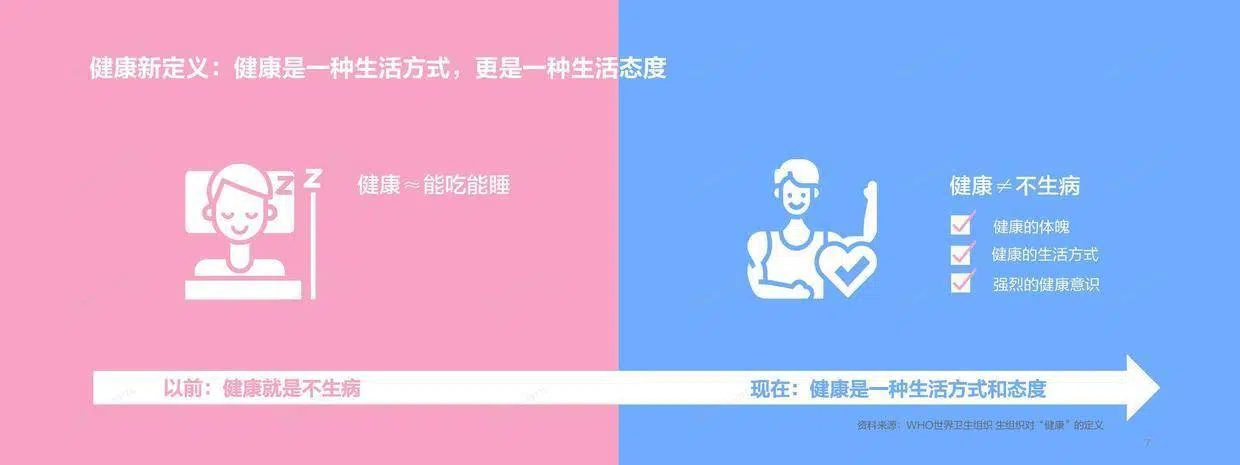 健康新定义：健康是一种生活方式，更是一种生活态度
z z
健康≈能吃能睡
健康≠不生病
健康的体魄
健康的生活方式
强烈的健康意识
以前：健康就是不生病
现在：健康是一种生活方式和态度
资料来源：WHO世界卫生组织 生组织对“健康”的定义
7